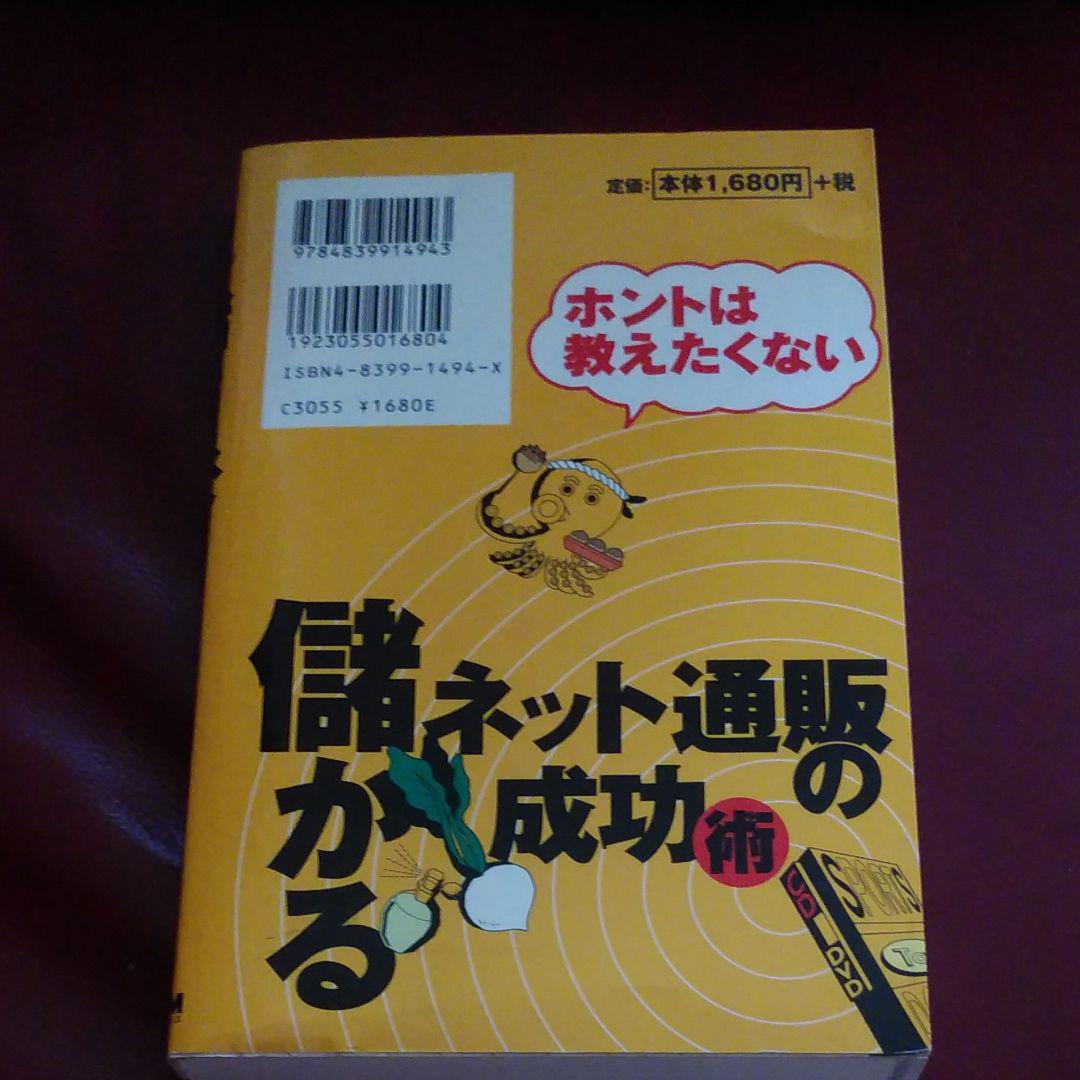 9784839914943
1923055016804
ISBN4-8399-1494-X
C3055 ¥1680E
定価:本体1,680円+税
ホントは
教えたくない
儲かる
ネット通販の
成功術
SPORTS
CD
DVD